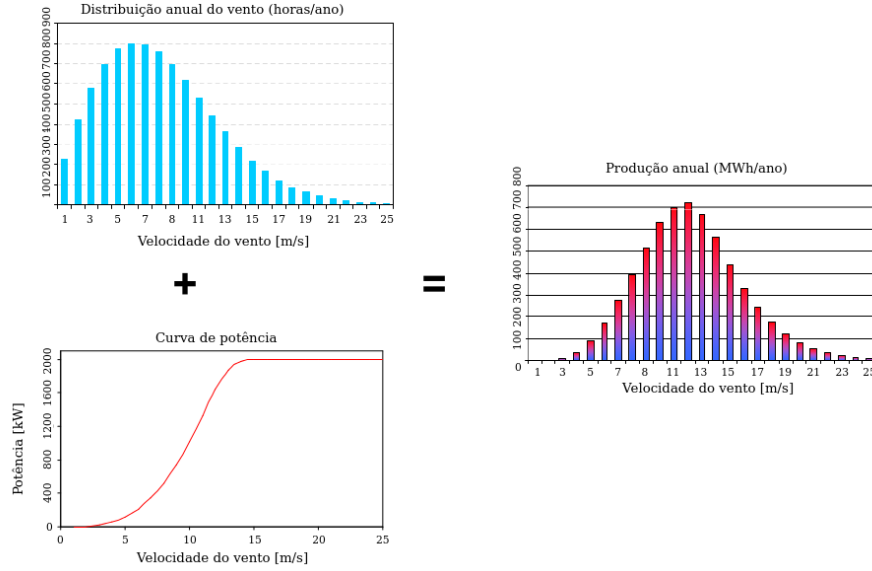 Distribuição anual do vento (horas/ano)
900
800
700
600
500
400
300
200
100
1 3 5 7 8 11 13 15 17 19 21 23 25
Velocidade do vento [m/s]
+
=
Produção anual (MWh/ano)
800
700
600
500
400
300
200
100
0
1 3 5 7 8 11 13 15 17 19 21 23 25
Velocidade do vento [m/s]
Curva de potência
Potência [kW]
2000
1600
1200
800
400
0
0 5 10 15 20 25
Velocidade do vento [m/s]